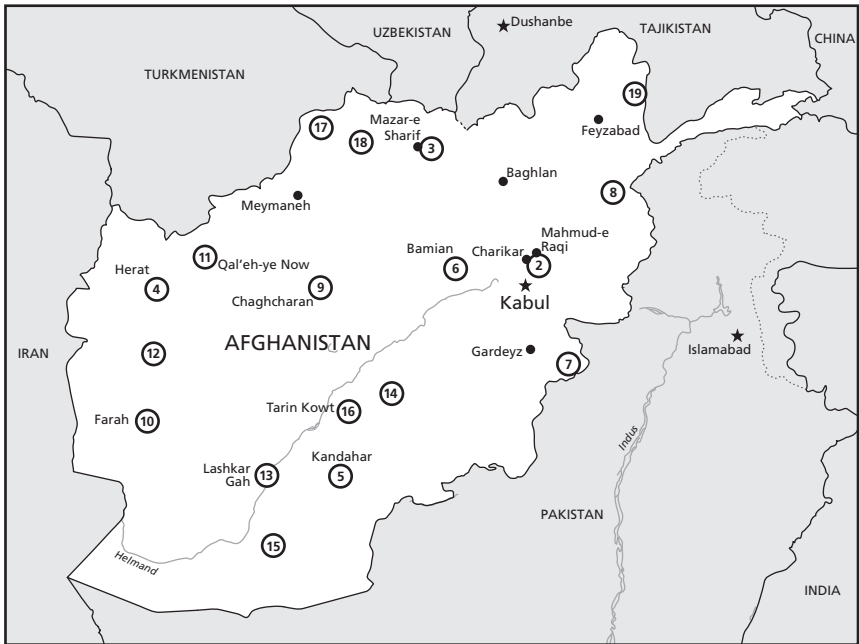 Dushanbe
UZBEKISTAN
TAJIKISTAN
CHINA
TURKMENISTAN
19
17
Mazar-e
Sharif
18
3
Feyzabad
Baghlan
8
Meymaneh
Mahmud-e
Raqi
Bamian
Charikar
11
Qal‘eh-ye Now
6
2
Herat
4
9
Chaghcharan
Kabul
AFGHANISTAN
IRAN
12
Gardeyz
7
Islamabad
14
Tarin Kowt
16
Farah
10
Indus
Kandahar
Lashkar
Gah
13
5
PAKISTAN
15
Helmand
INDIA